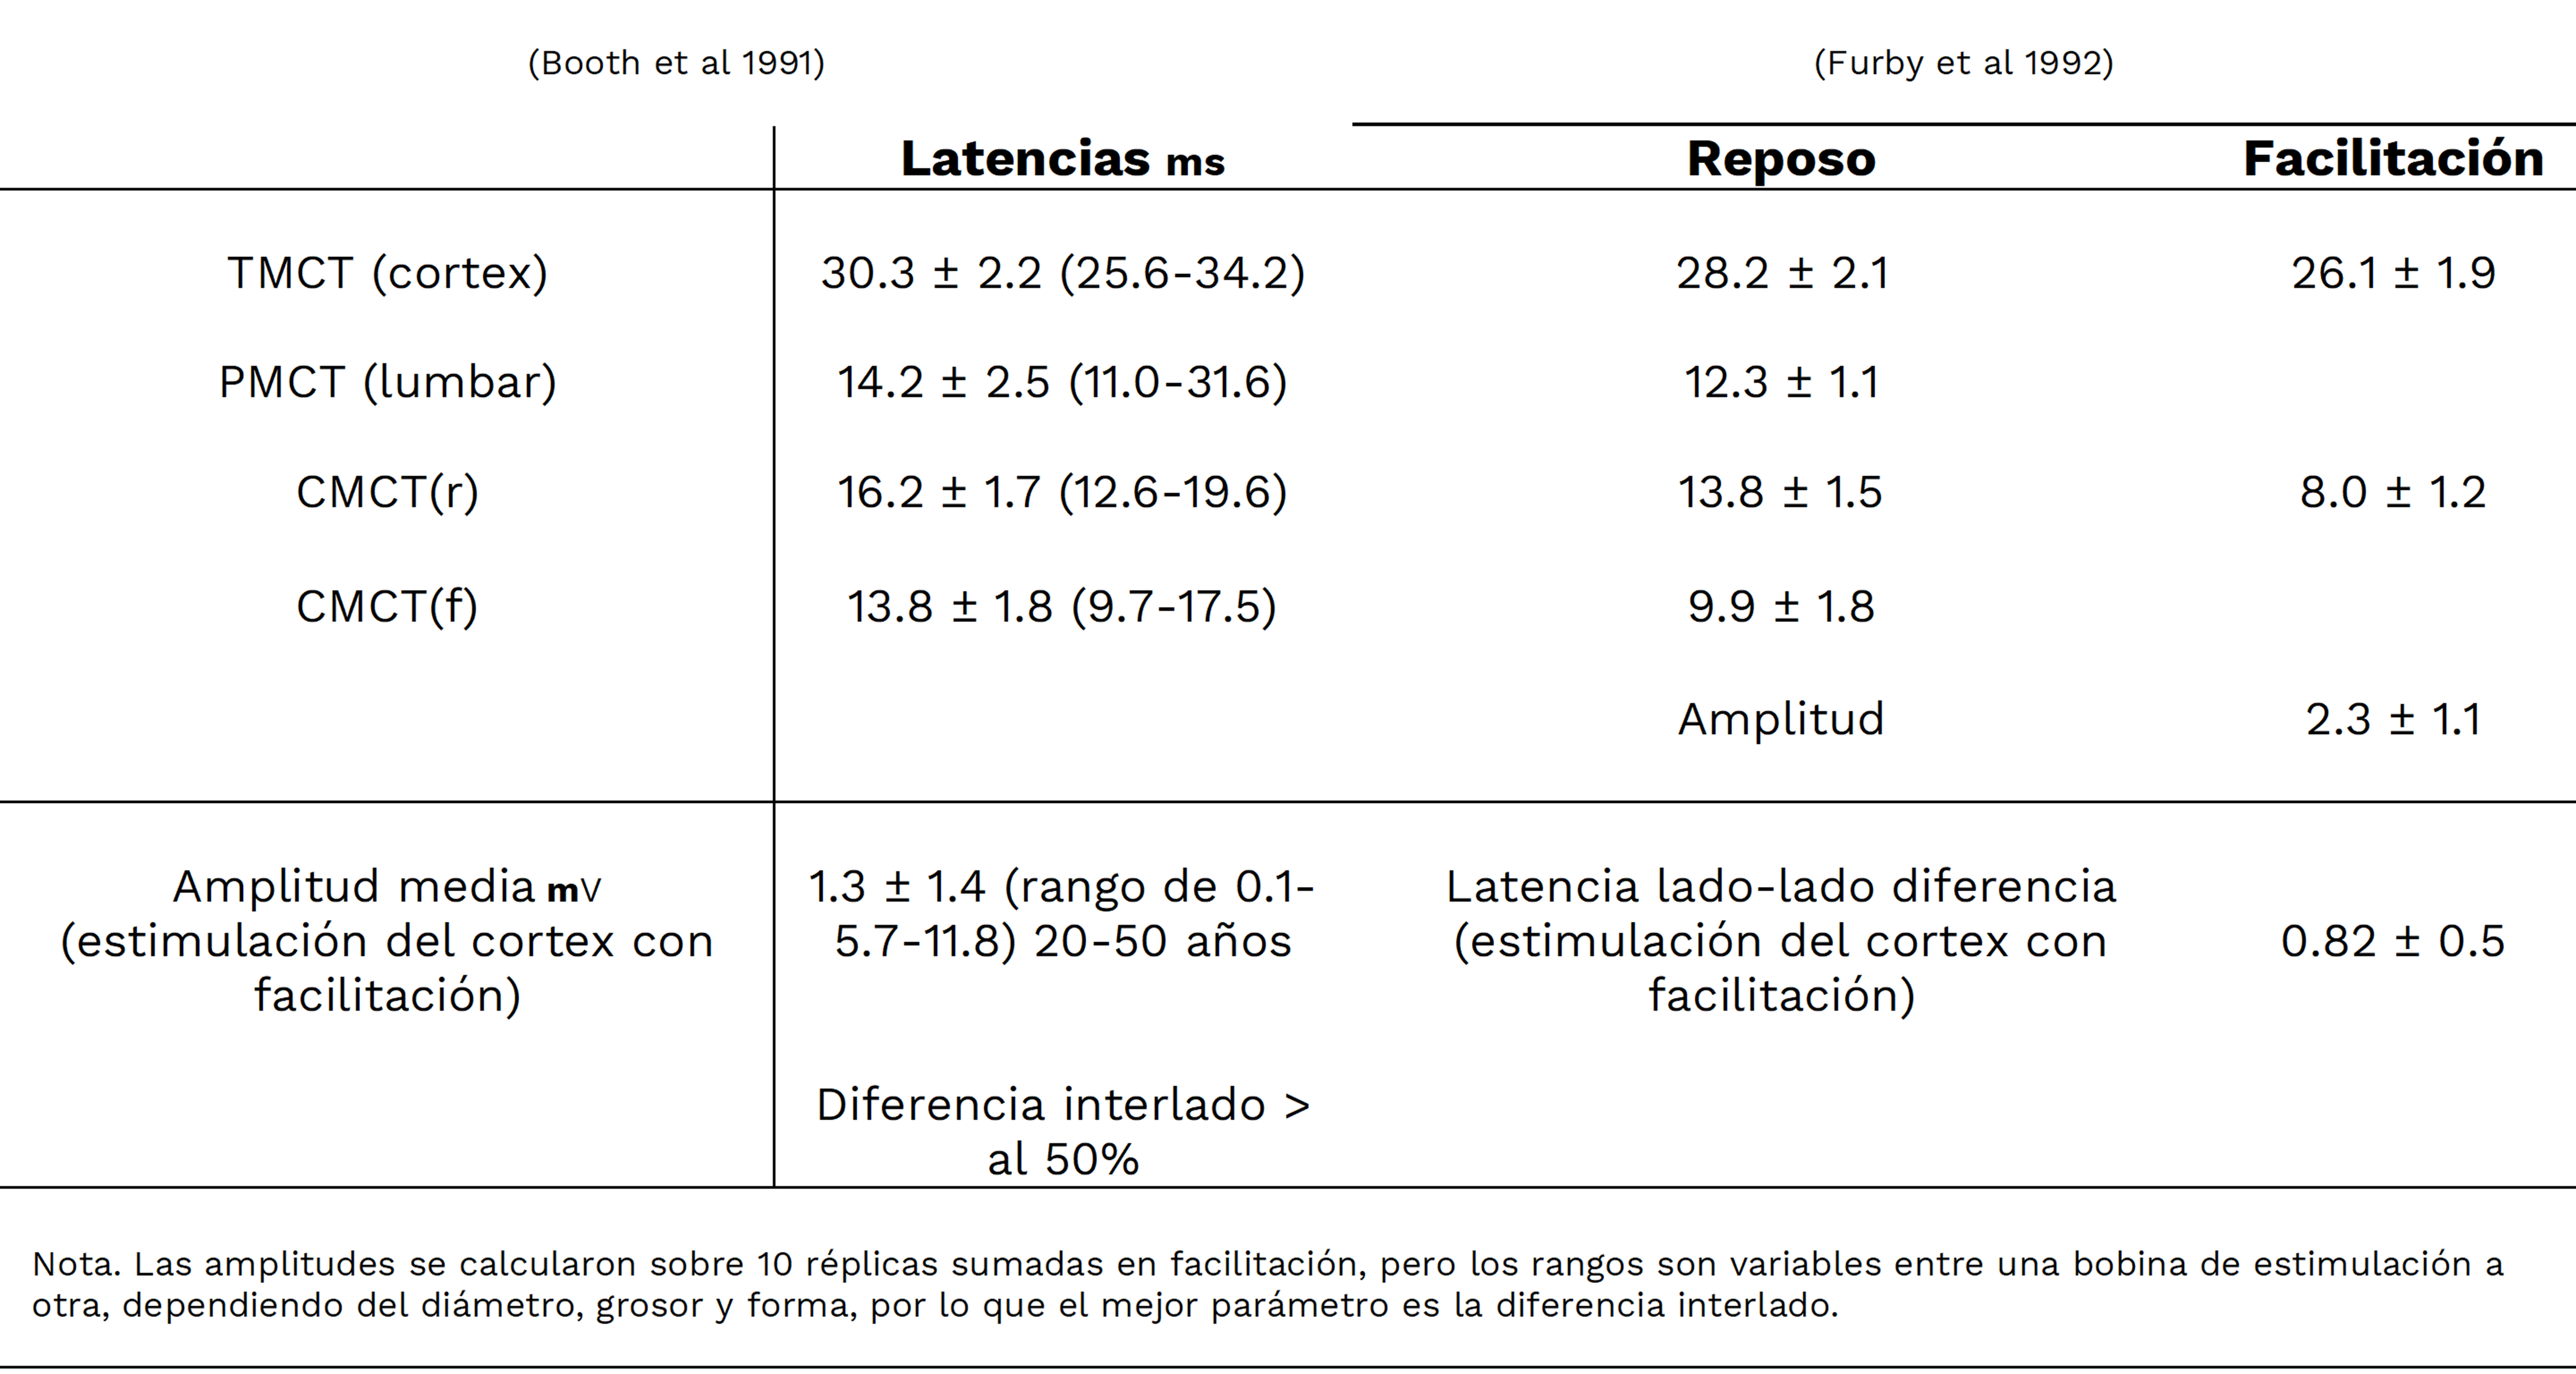 (Booth et al 1991) (Furby et al 1992)
Latencias ms Reposo Facilitación
TMCT (cortex) 30.3 ± 2.2 (25.6-34.2) 28.2 ± 2.1 26.1 ± 1.9
PMCT (lumbar) 14.2 ± 2.5 (11.0-31.6) 12.3 ± 1.1
CMCT(r) 16.2 ± 1.7 (12.6-19.6) 13.8 ± 1.5 8.0 ± 1.2
CMCT(f) 13.8 ± 1.8 (9.7-17.5) 9.9 ± 1.8
Amplitud 2.3 ± 1.1
Amplitud media mV
(estimulación del cortex con
facilitación)
1.3 ± 1.4 (rango de 0.1-
5.7-11.8) 20-50 años
Latencia lado-lado diferencia
(estimulación del cortex con
facilitación)
0.82 ± 0.5
Diferencia interlado >
al 50%
Nota. Las amplitudes se calcularon sobre 10 réplicas sumadas en facilitación, pero los rangos son variables entre una bobina de estimulación a
otra, dependiendo del diámetro, grosor y forma, por lo que el mejor parámetro es la diferencia interlado.